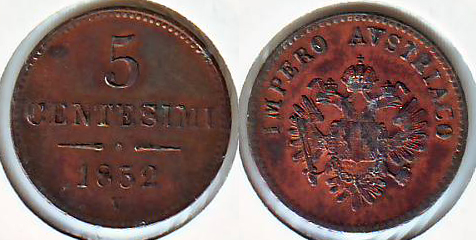 5
CENTESIMI
1852
V
IMPERO AVSTRIACO